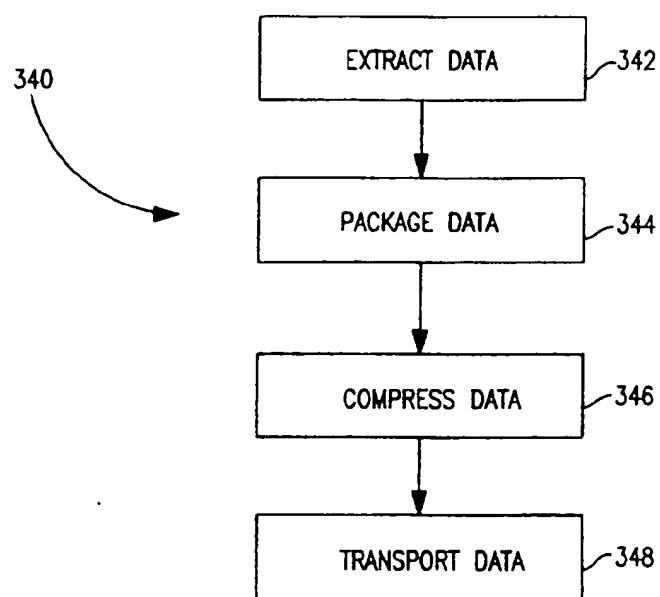 EXTRACT DATA 342
340
PACKAGE DATA 344
COMPRESS DATA 346
TRANSPORT DATA 348